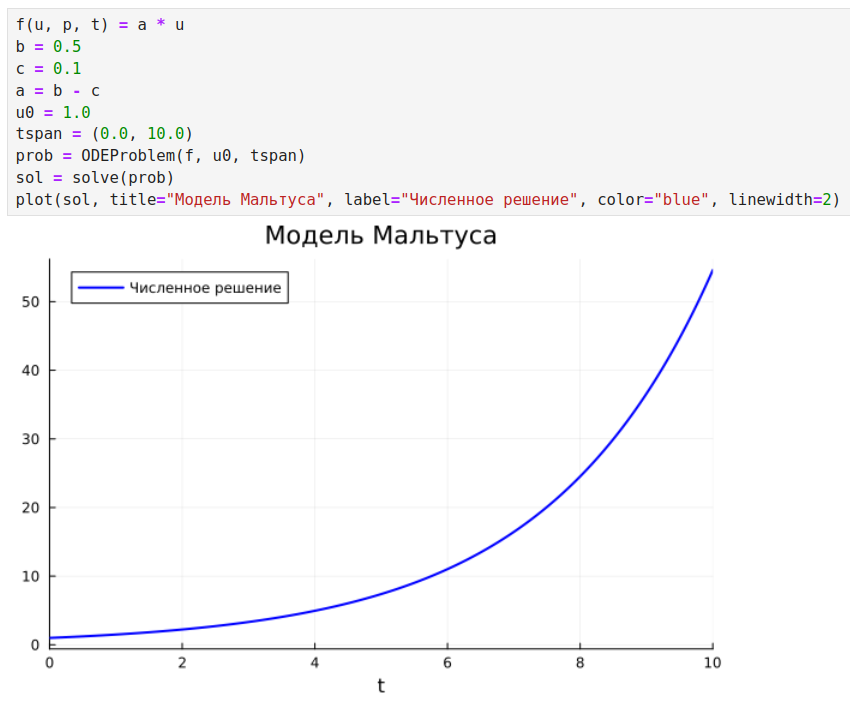 f(u, p, t) = a * u
b = 0.5
c = 0.1
a = b - c
u0 = 1.0
tspan = (0.0, 10.0)
prob = ODEProblem(f, u0, tspan)
sol = solve(prob)
plot(sol, title="Модель Мальтуса", label="Численное решение", color="blue", linewidth=2)
Модель Мальтуса
Численное решение
50
40
30
20
10
0
0 2 4 6 8 10
t